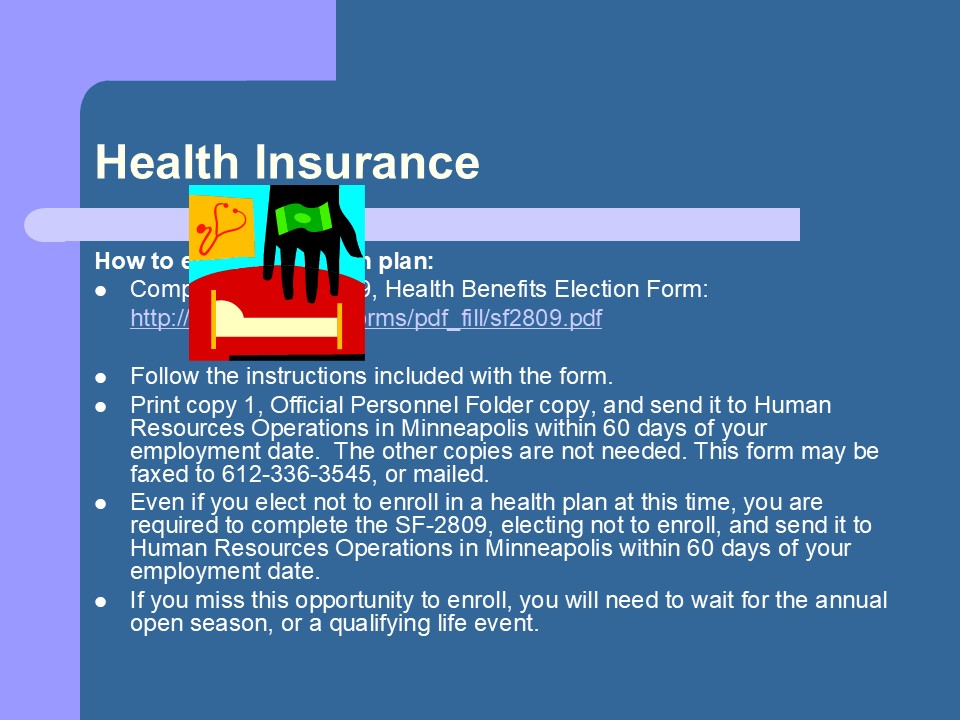 Health Insurance
How to e plan:
Health Benefits Election Form:
http:// rms/pdf_fill/sf2809.pdf
Follow the instructions included with the form.
Print copy 1, Official Personnel Folder copy, and send it to Human
Resources Operations in Minneapolis within 60 days of your
employment date. The other copies are not needed. This form may be
faxed to 612-336-3545, or mailed.
Even if you elect not to enroll in a health plan at this time, you are
required to complete the SF-2809, electing not to enroll, and send it to
Human Resources Operations in Minneapolis within 60 days of your
employment date.
If you miss this opportunity to enroll, you will need to wait for the annual
open season, or a qualifying life event.